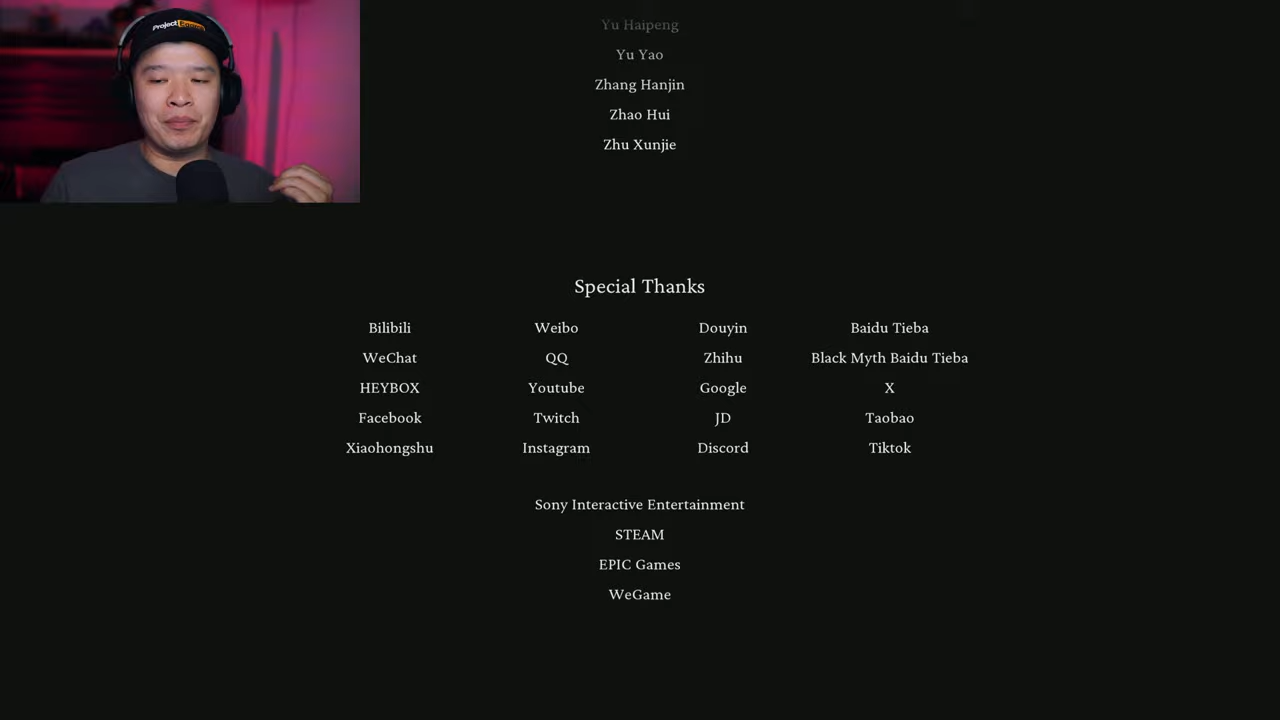 Project
Yu Haipeng
Yu Yao
Zhang Hanjin
Zhao Hui
Zhu Xunjie
Special Thanks
Bilibili Weibo Douyin Baidu Tieba
WeChat QQ Zhihu Black Myth Baidu Tieba
HEYBOX Youtube Google X
Facebook Twitch JD Taobao
Xiaohongshu Instagram Discord Tiktok
Sony Interactive Entertainment
STEAM
EPIC Games
WeGame